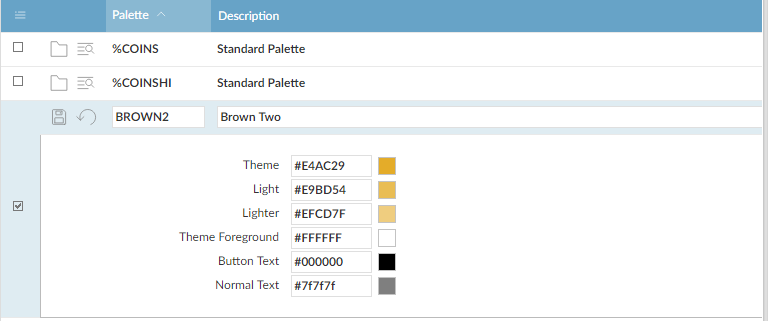 Palette Description
%COINS Standard Palette
%COINSHI Standard Palette
BROWN2 Brown Two
Theme #E4AC29
Light #E9BD54
Lighter #EFCD7F
Theme Foreground #FFFFFF
Button Text #000000
Normal Text #7f7f7f